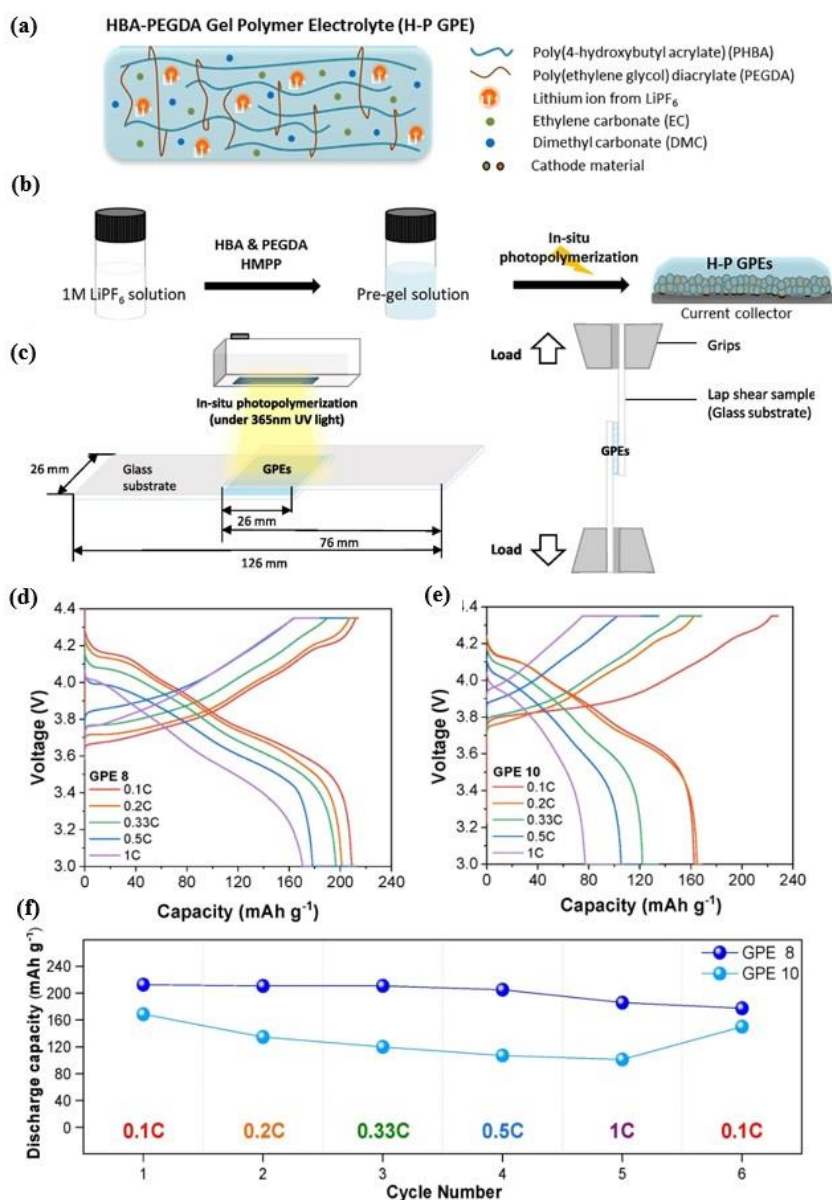 (a)
HBA-PEGDA Gel Polymer Electrolyte (H-P GPE)
Poly(4-hydroxybutyl acrylate) (PHBA)
Poly(ethylene glycol) diacrylate (PEGDA)
Lithium ion from LiPF₆
Ethylene carbonate (EC)
Dimethyl carbonate (DMC)
Cathode material
(b)
1M LiPF₆ solution
HBA & PEGDA
HMPP
Pre-gel solution
In-situ
photopolymerization
H-P GPEs
Current collector
(c)
In-situ photopolymerization
(under 365nm UV light)
26 mm
Glass
substrate
GPEs
26 mm
76 mm
126 mm
Load
Grips
Lap shear sample
(Glass substrate)
GPEs
Load
(d)
4.4
4.2
4.0
3.8
3.6
3.4
3.2
3.0
Voltage (V)
GPE 8
0.1C
0.2C
0.33C
0.5C
1C
0 40 80 120 160 200 240
Capacity (mAh g⁻¹)
(e)
4.4
4.2
4.0
3.8
3.6
3.4
3.2
3.0
Voltage (V)
GPE 10
0.1C
0.2C
0.33C
0.5C
1C
0 40 80 120 160 200 240
Capacity (mAh g⁻¹)
(f)
Discharge capacity (mAh g⁻¹)
240
200
160
120
80
40
0
GPE 8
GPE 10
0.1C 0.2C 0.33C 0.5C 1C 0.1C
1 2 3 4 5 6
Cycle Number